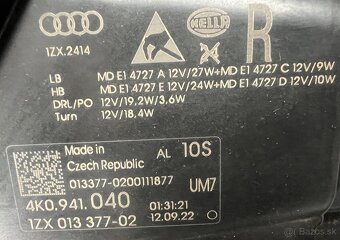 HELLA
1ZX.2414
R
LB MD E1 4727 A 12V/27W+MD E1 4727 C 12V/9W
HB MD E1 4727 E 12V/24W+MD E1 4727 D 12V/10W
DRL/PO 12V/19,2W/3,6W
Turn 12V/18,4W
Made in
Czech Republic
AL 10S
013377-0200111877
UM7
4K0.941.040 01:31:21
1ZX 013 377-02 12.09.22
Bazos.sk